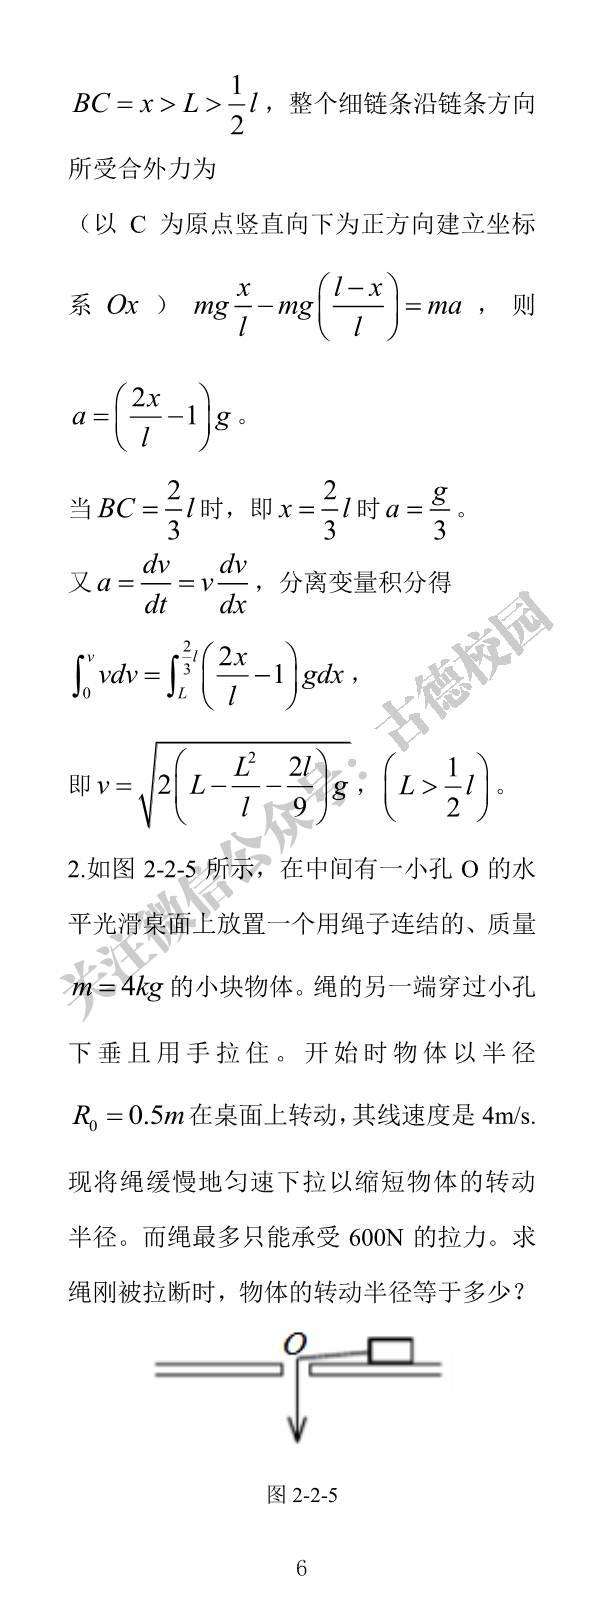 BC = x > L > \frac{1}{2}l，整个细链条沿链条方向
所受合外力为
（以 C 为原点竖直向下为正方向建立坐标
系 Ox ） mg\frac{x}{l} - mg\left(\frac{l-x}{l}\right) = ma ， 则
a = \left(\frac{2x}{l} - 1\right)g 。
当 BC = \frac{2}{3}l 时，即 x = \frac{2}{3}l 时 a = \frac{g}{3} 。
又 a = \frac{dv}{dt} = v\frac{dv}{dx} ，分离变量积分得
\int_{0}^{v} vdv = \int_{L}^{\frac{2}{3}l} \left(\frac{2x}{l} - 1\right) gdx ，
即 v = \sqrt{2\left(L - \frac{L^2}{l} - \frac{2l}{9}\right)g} ，\left(L > \frac{1}{2}l\right) 。
2.如图 2-2-5 所示，在中间有一小孔 O 的水
平光滑桌面上放置一个用绳子连结的、质量
m = 4kg 的小块物体。绳的另一端穿过小孔
下垂且用手拉住。开始时物体以半径
R_0 = 0.5m 在桌面上转动，其线速度是 4m/s.
现将绳缓慢地匀速下拉以缩短物体的转动
半径。而绳最多只能承受 600N 的拉力。求
绳刚被拉断时，物体的转动半径等于多少？
O
图 2-2-5
6
关注微信公众号：古德校园